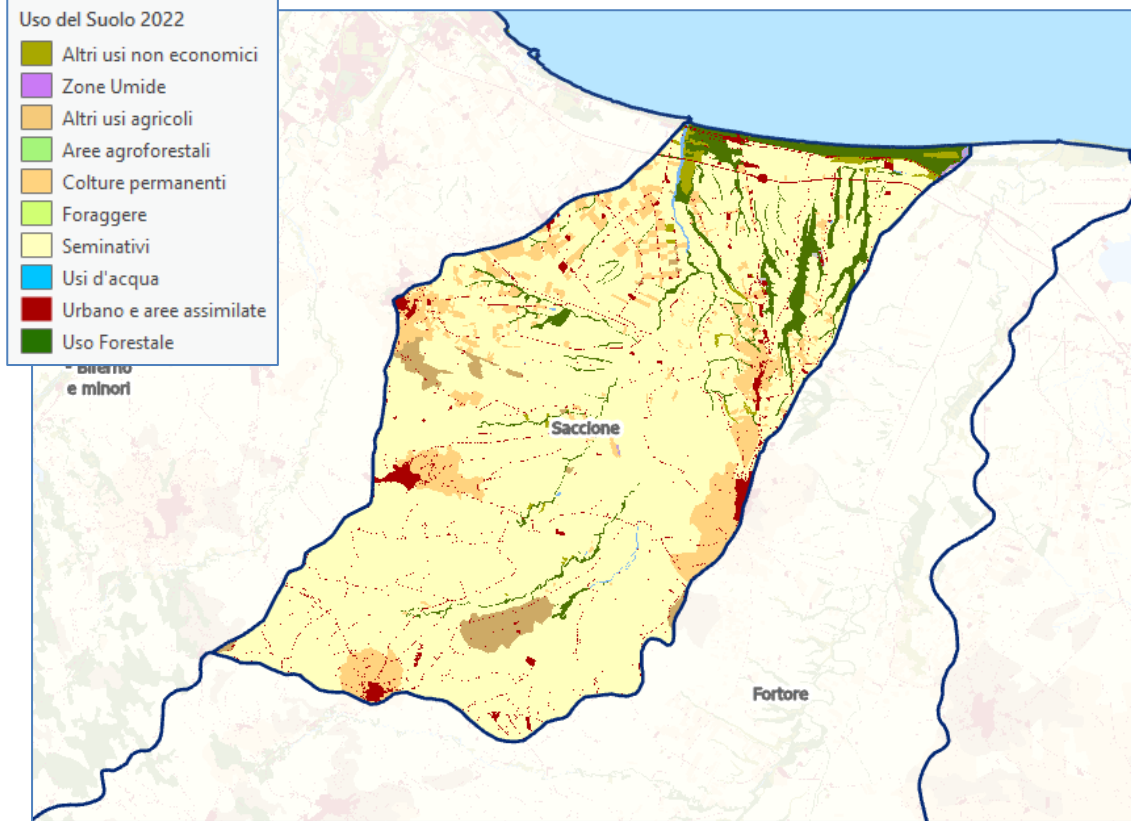 Uso del Suolo 2022
Altri usi non economici
Zone Umide
Altri usi agricoli
Aree agroforestali
Colture permanenti
Foraggere
Seminativi
Usi d'acqua
Urbano e aree assimilate
Uso Forestale
- Biferno
e minori
Saccione
Fortore